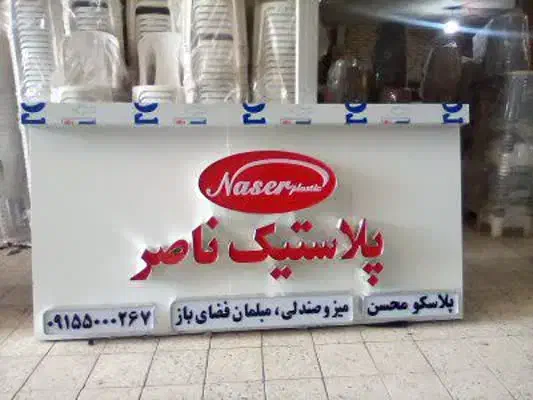 Naser plastic
پلاستیک ناصر
پلاسکو محسن
میز و صندلی، مبلمان فضای باز
۰۹۱۵۵۰۰۰۲۶۷